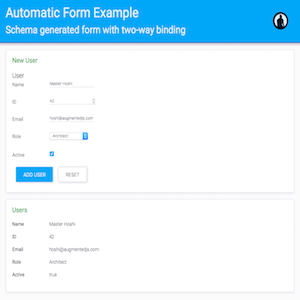 Automatic Form Example
Schema generated form with two-way binding
New User
User
Name Master Hoshi
ID 42
Email hoshi@augmentedjs.com
Role Architect
Active
ADD USER RESET
Users
Name Master Hoshi
ID 42
Email hoshi@augmentedjs.com
Role Architect
Active true